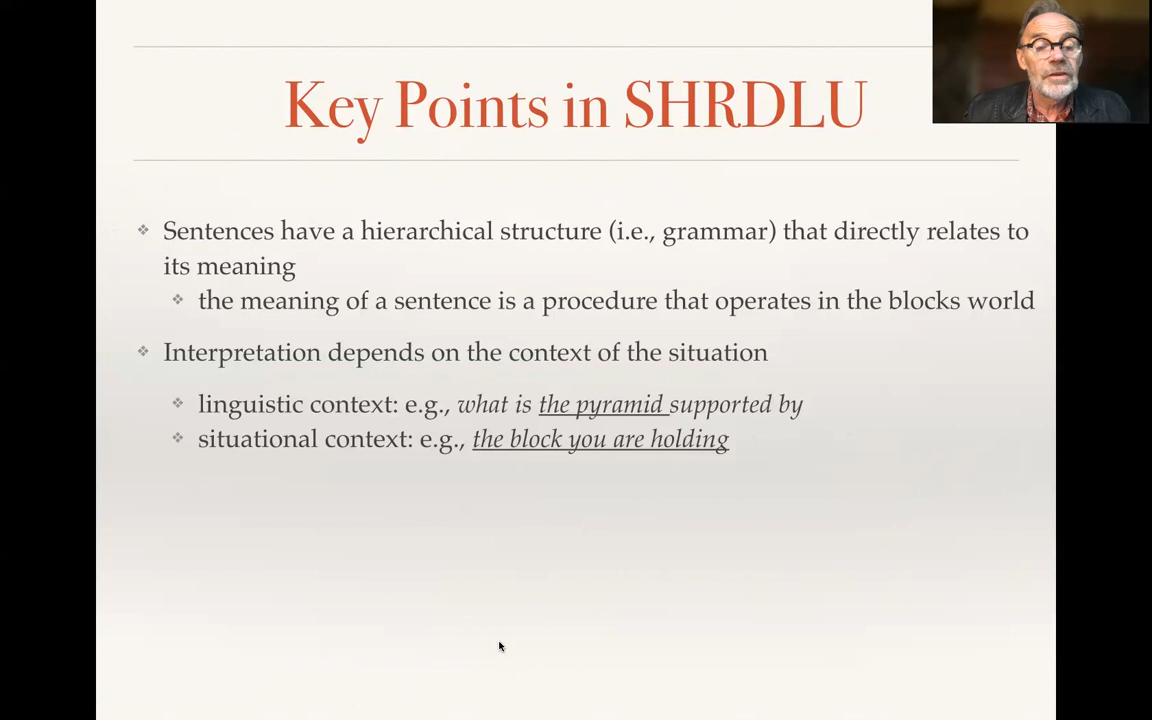 Key Points in SHRDLU
Sentences have a hierarchical structure (i.e., grammar) that directly relates to
its meaning
the meaning of a sentence is a procedure that operates in the blocks world
Interpretation depends on the context of the situation
linguistic context: e.g., what is the pyramid supported by
situational context: e.g., the block you are holding